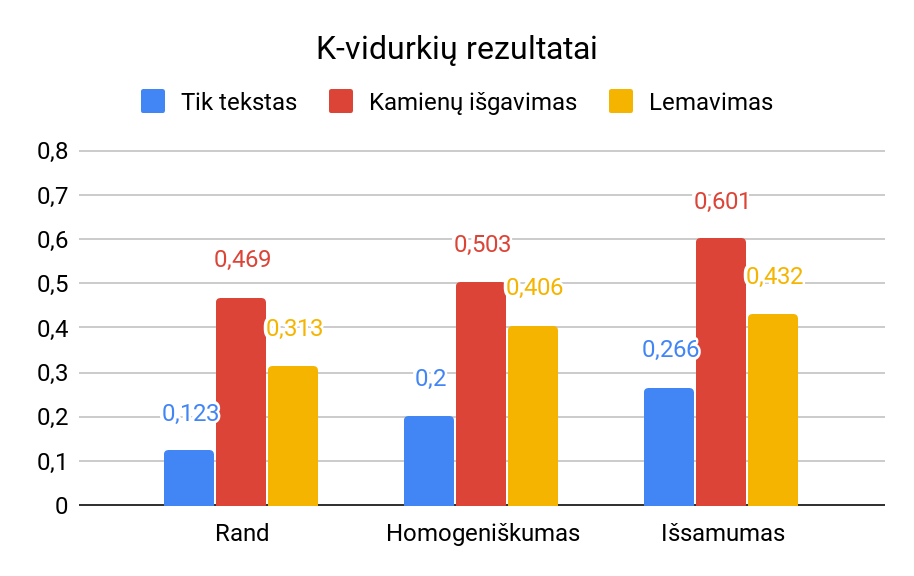 K-vidurkių rezultatai
Tik tekstas Kamienų išgavimas Lemavimas
0,8
0,7
0,6
0,5
0,4
0,3
0,2
0,1
0
0,123 0,469 0,313
0,2 0,503 0,406
0,266 0,601 0,432
Rand Homogeniškumas Išsamumas